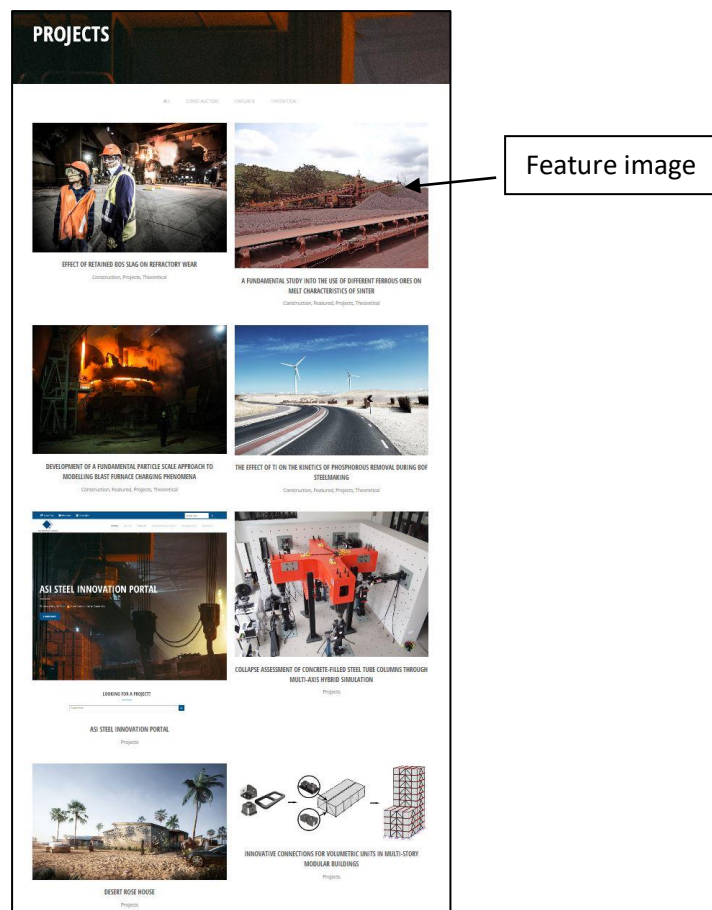 PROJECTS
ALL CONSTRUCTION FEATURED THEORETICAL
Feature image
EFFECT OF RETAINED BOS SLAG ON REFRACTORY WEAR
Construction, Projects, Theoretical
A FUNDAMENTAL STUDY INTO THE USE OF DIFFERENT FERROUS ORES ON
MELT CHARACTERISTICS OF SINTER
Construction, Featured, Projects, Theoretical
DEVELOPMENT OF A FUNDAMENTAL PARTICLE SCALE APPROACH TO
MODELLING BLAST FURNACE CHARGING PHENOMENA
Construction, Featured, Projects, Theoretical
THE EFFECT OF TI ON THE KINETICS OF PHOSPHOROUS REMOVAL DURING BOF
STEELMAKING
Construction, Featured, Projects, Theoretical
ASI STEEL INNOVATION PORTAL
LOOKING FOR A PROJECT?
ASI STEEL INNOVATION PORTAL
Projects
COLLAPSE ASSESSMENT OF CONCRETE-FILLED STEEL TUBE COLUMNS THROUGH
MULTI-AXIS HYBRID SIMULATION
Projects
DESERT ROSE HOUSE
Projects
INNOVATIVE CONNECTIONS FOR VOLUMETRIC UNITS IN MULTI-STORY
MODULAR BUILDINGS
Projects